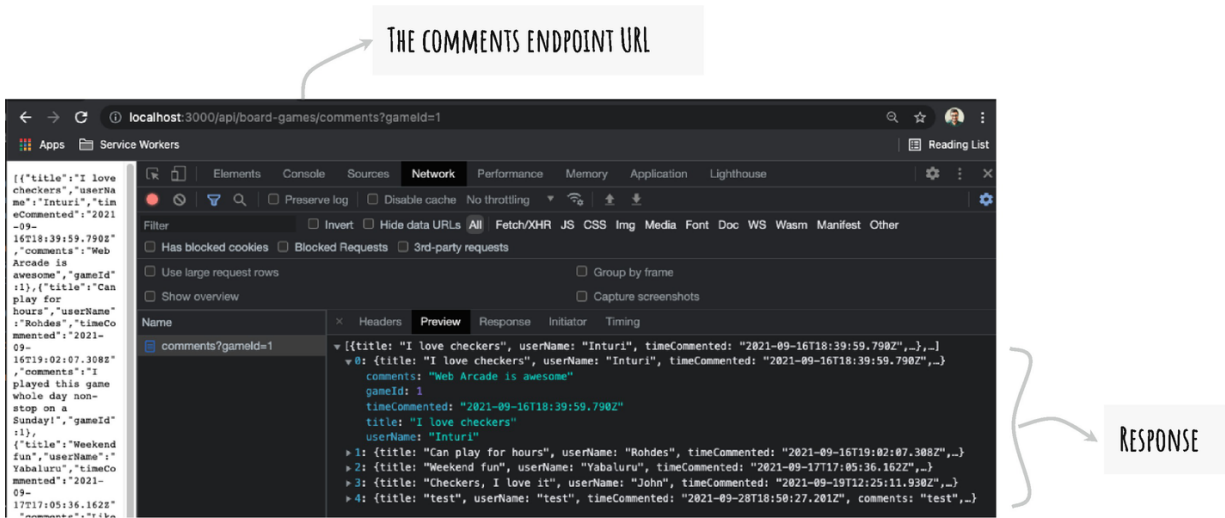 The comments endpoint URL
localhost:3000/api/board-games/comments?gameId=1
Apps Service Workers Reading List
[{"title":"I love
checkers","userNa
me":"Inturi","tim
eCommented":"2021
-09-
16T18:39:59.790Z"
,"comments":"Web
Arcade is
awesome","gameId"
:1},{"title":"Can
play for
hours","userName"
:"Rohdes","timeCo
mmented":"2021-
09-
16T19:02:07.308Z"
,"comments":"I
played this game
whole day non-
stop on a
Sunday!","gameId"
:1},
{"title":"Weekend
fun","userName":"
Yabaluru","timeCo
mmented":"2021-
09-
17T17:05:36.162Z"
,"comments":"Like
Elements Console Sources Network Performance Memory Application Lighthouse
Preserve log Disable cache No throttling
Filter Invert Hide data URLs All Fetch/XHR JS CSS Img Media Font Doc WS Wasm Manifest Other
Has blocked cookies Blocked Requests 3rd-party requests
Use large request rows Group by frame
Show overview Capture screenshots
Name × Headers Preview Response Initiator Timing
comments?gameId=1
[{title: "I love checkers", userName: "Inturi", timeCommented: "2021-09-16T18:39:59.790Z",…},…]
0: {title: "I love checkers", userName: "Inturi", timeCommented: "2021-09-16T18:39:59.790Z",…}
comments: "Web Arcade is awesome"
gameId: 1
timeCommented: "2021-09-16T18:39:59.790Z"
title: "I love checkers"
userName: "Inturi"
1: {title: "Can play for hours", userName: "Rohdes", timeCommented: "2021-09-16T19:02:07.308Z",…}
2: {title: "Weekend fun", userName: "Yabaluru", timeCommented: "2021-09-17T17:05:36.162Z",…}
3: {title: "Checkers, I love it", userName: "John", timeCommented: "2021-09-19T12:25:11.930Z",…}
4: {title: "test", userName: "test", timeCommented: "2021-09-28T18:50:27.201Z", comments: "test",…}
Response